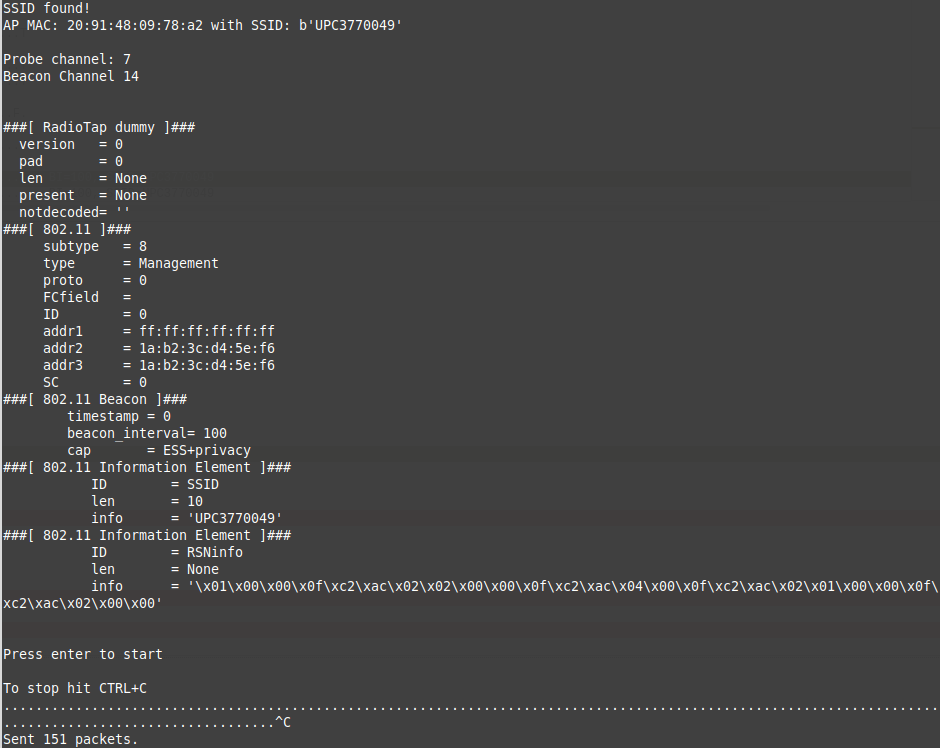 SSID found!
AP MAC: 20:91:48:09:78:a2 with SSID: b'UPC3770049'
Probe channel: 7
Beacon Channel 14
###[ RadioTap dummy ]###
version = 0
pad = 0
len = None
present = None
notdecoded= ''
###[ 802.11 ]###
subtype = 8
type = Management
proto = 0
FCfield =
ID = 0
addr1 = ff:ff:ff:ff:ff:ff
addr2 = 1a:b2:3c:d4:5e:f6
addr3 = 1a:b2:3c:d4:5e:f6
SC = 0
###[ 802.11 Beacon ]###
timestamp = 0
beacon_interval= 100
cap = ESS+privacy
###[ 802.11 Information Element ]###
ID = SSID
len = 10
info = 'UPC3770049'
###[ 802.11 Information Element ]###
ID = RSNinfo
len = None
info = '\x01\x00\x00\x0f\xc2\xac\x02\x02\x00\x00\x0f\xc2\xac\x04\x00\x0f\xc2\xac\x02\x01\x00\x00\x0f\
xc2\xac\x02\x00\x00'
Press enter to start
To stop hit CTRL+C
.....................................................................................................................
..................................^C
Sent 151 packets.